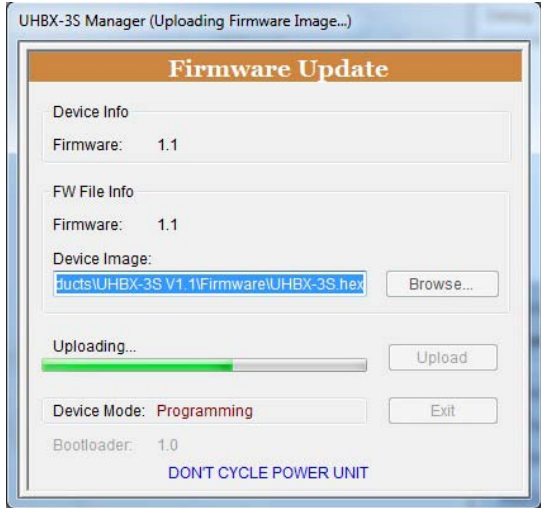 UHBX-3S Manager (Uploading Firmware Image...)
Firmware Update
Device Info
Firmware: 1.1
FW File Info
Firmware: 1.1
Device Image:
ducts\UHBX-3S V1.1\Firmware\UHBX-3S.hex Browse...
Uploading...
Upload
Device Mode: Programming Exit
Bootloader: 1.0
DON'T CYCLE POWER UNIT